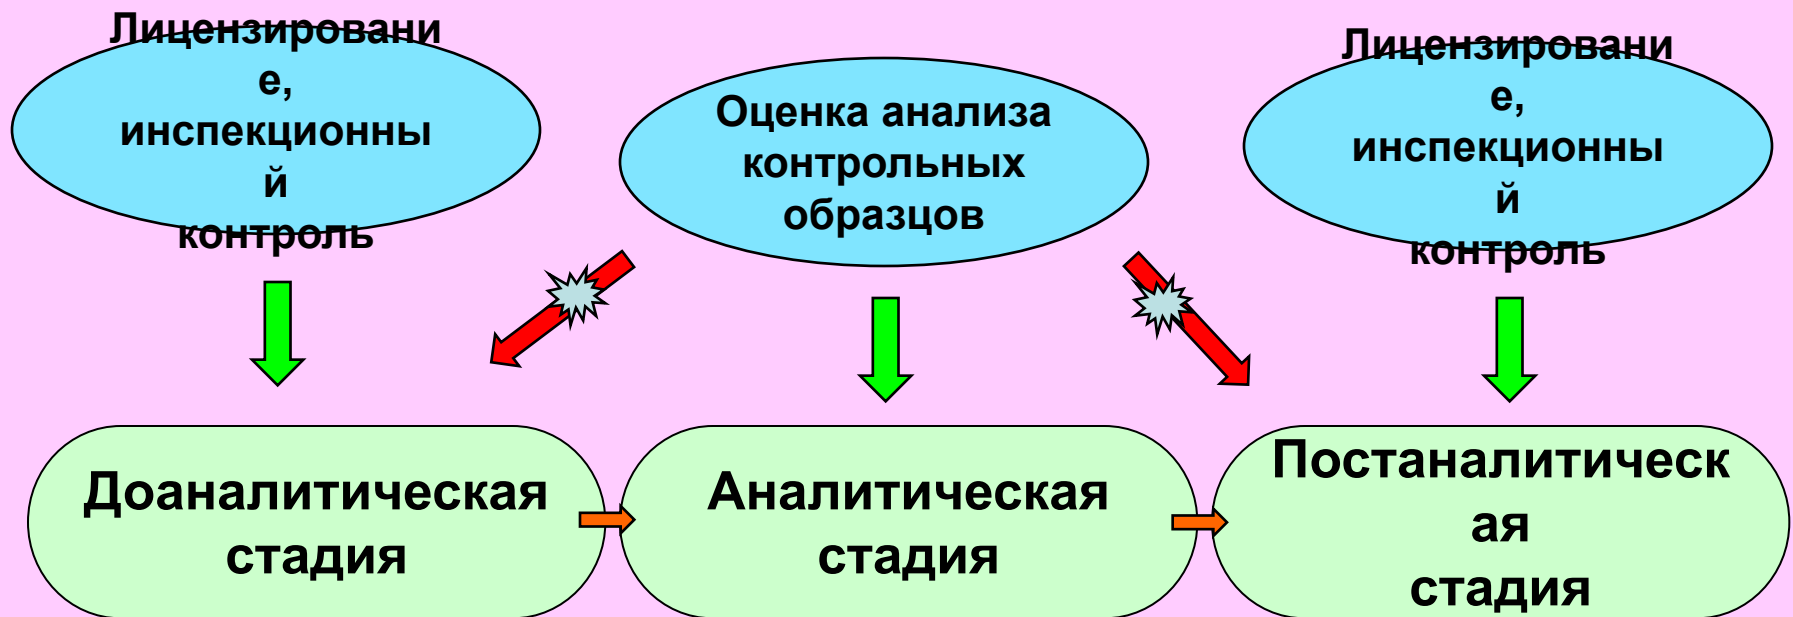 Лицензировани
е,
инспекционны
й
контроль
Оценка анализа
контрольных
образцов
Лицензировани
е,
инспекционны
й
контроль
Доаналитическая
стадия
Аналитическая
стадия
Постаналитическ
ая
стадия